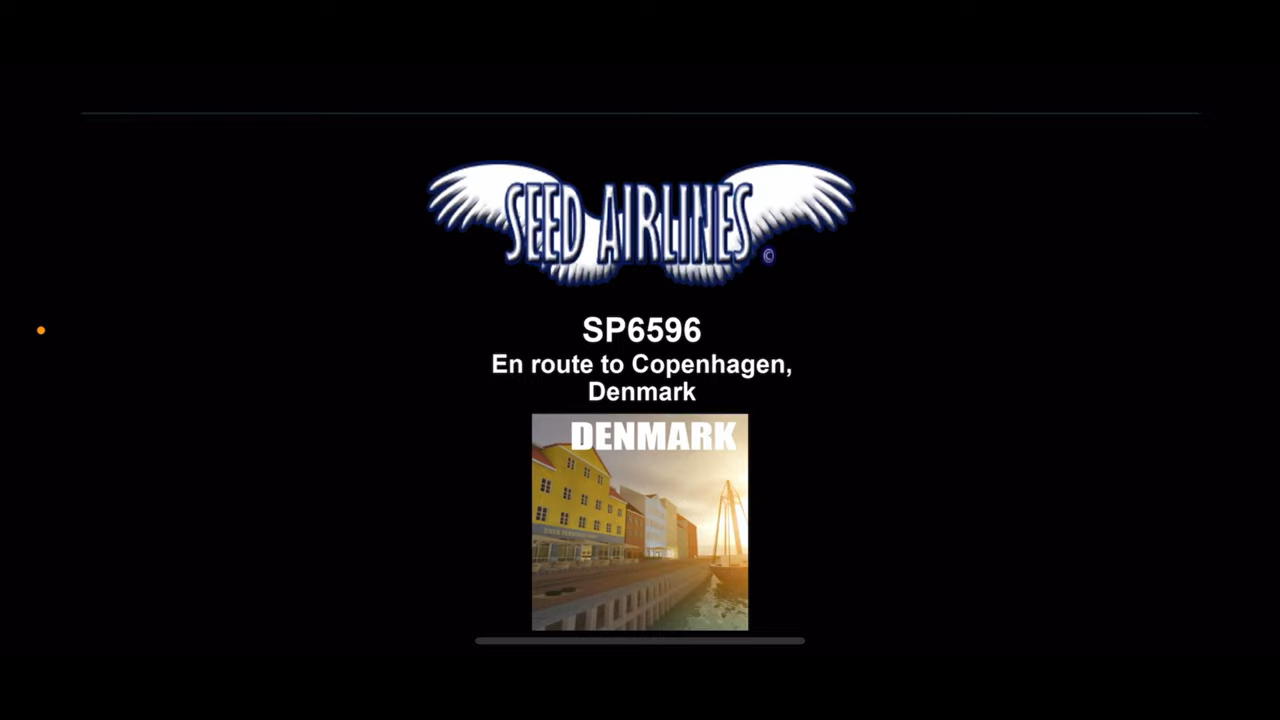 SEED AIRLINES ©
SP6596
En route to Copenhagen,
Denmark
DENMARK